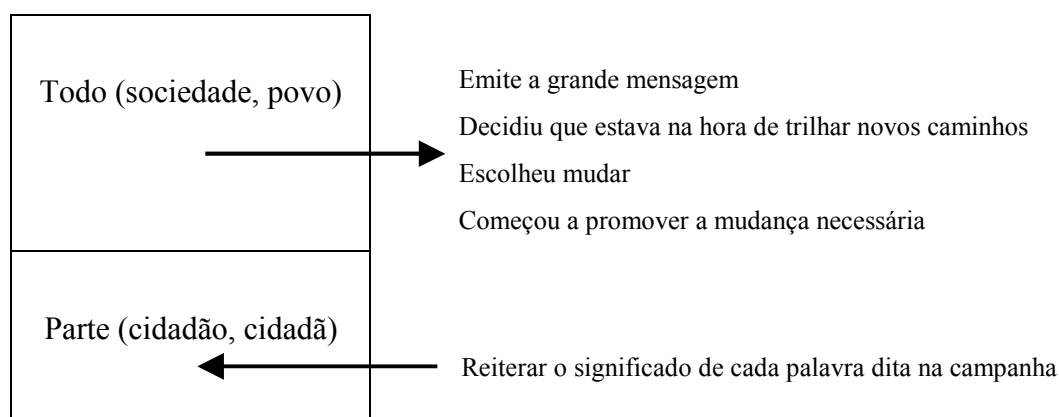 Todo (sociedade, povo)
Emite a grande mensagem
Decidiu que estava na hora de trilhar novos caminhos
Escolheu mudar
Começou a promover a mudança necessária
Parte (cidadão, cidadã)
Reiterar o significado de cada palavra dita na campanha